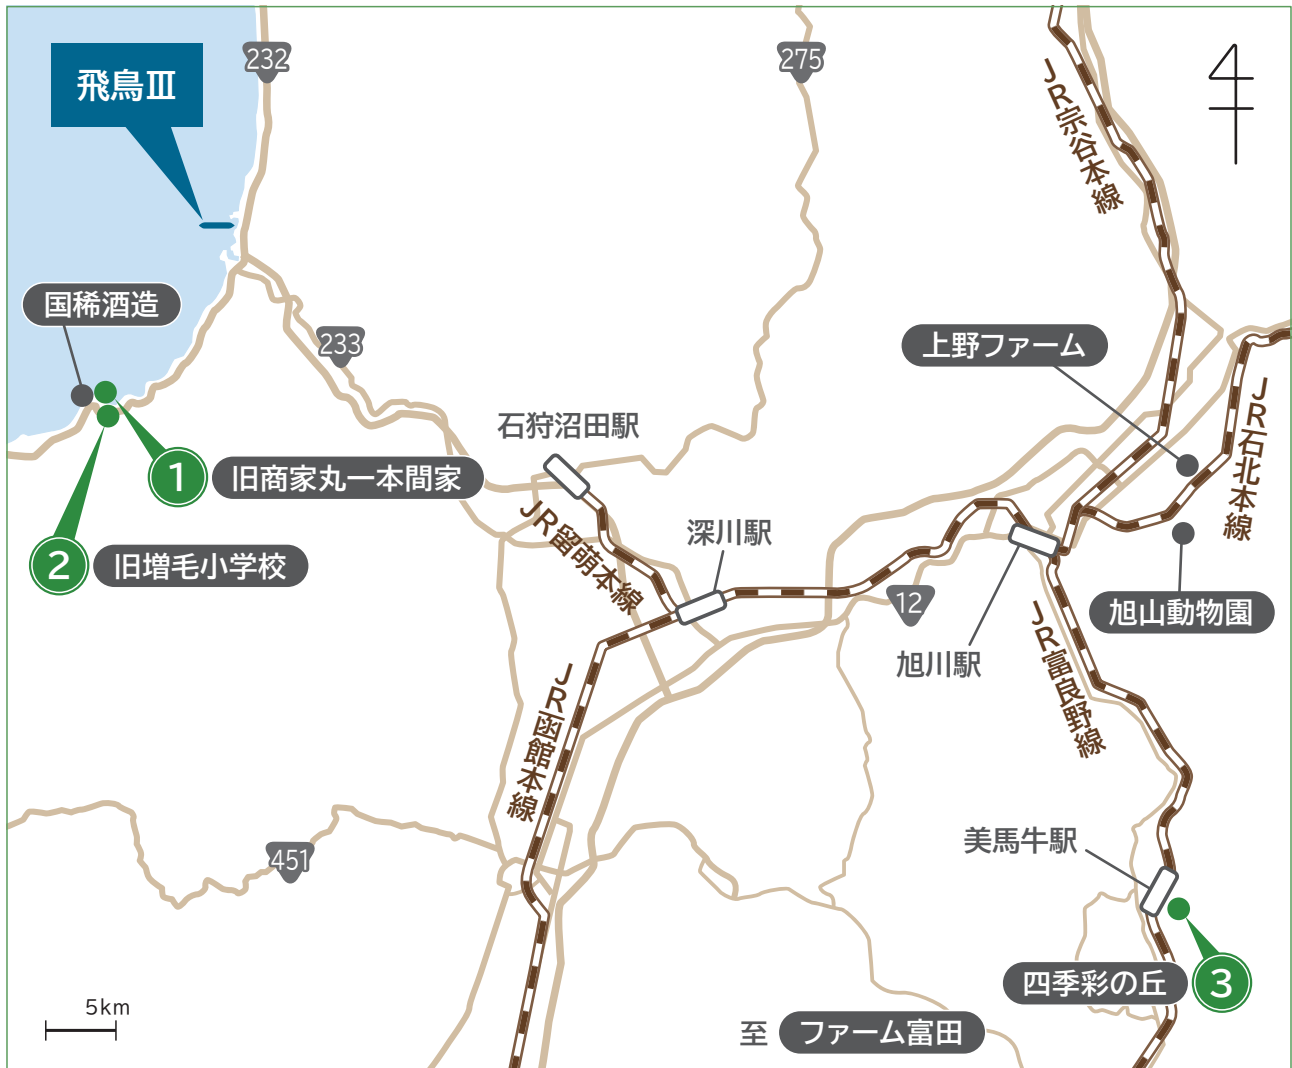 飛鳥Ⅲ
232
275
JR宗谷本線
国稀酒造
233
上野ファーム
石狩沼田駅
JR石北本線
1
旧商家丸一本間家
JR留萌本線
深川駅
2
旧増毛小学校
12
旭山動物園
旭川駅
JR富良野線
JR函館本線
美馬牛駅
451
四季彩の丘
3
5km
至 ファーム富田